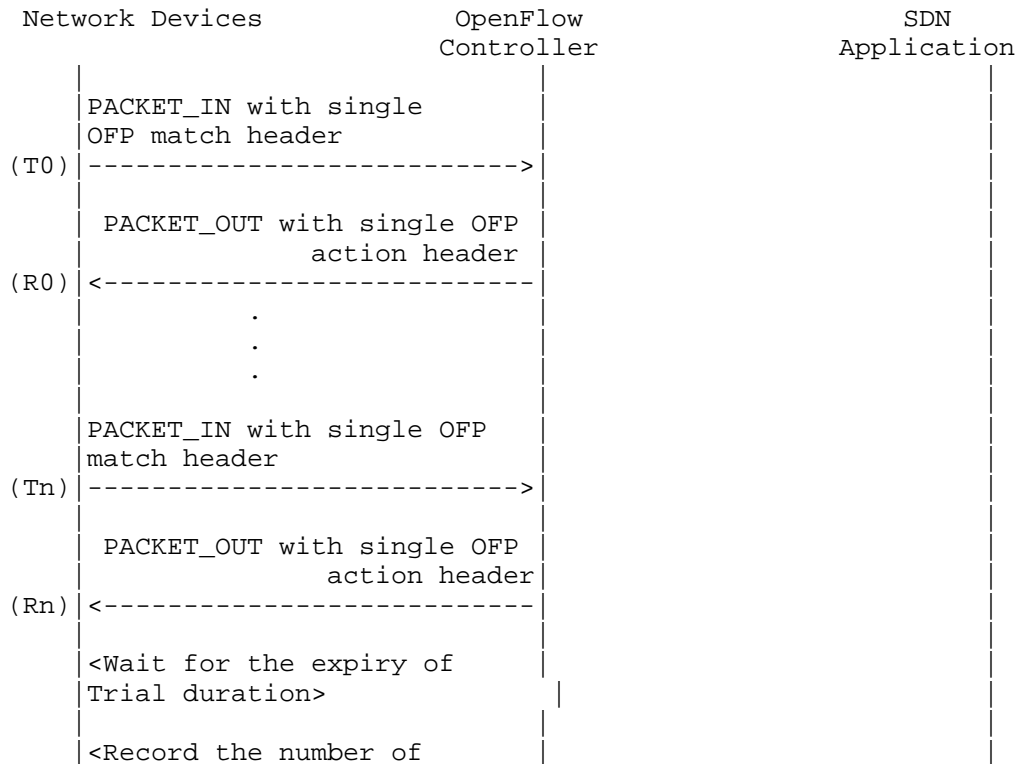 Network Devices             OpenFlow                    SDN
                           Controller               Application
     |                            |                            |
     |PACKET_IN with single       |                            |
     |OFP match header            |                            |
(T0)|--------------------------->|                            |
     |                            |                            |
     | PACKET_OUT with single OFP |                            |
     |              action header |                            |
(R0)|<---------------------------|                            |
     |          .                 |                            |
     |          .                 |                            |
     |          .                 |                            |
     |                            |                            |
     |PACKET_IN with single OFP   |                            |
     |match header                |                            |
(Tn)|--------------------------->|                            |
     |                            |                            |
     | PACKET_OUT with single OFP |                            |
     |               action header|                            |
(Rn)|<---------------------------|                            |
     |                            |                            |
     |<Wait for the expiry of     |                            |
     |Trial duration>              |                           |
     |                            |                            |
     |<Record the number of       |                            |